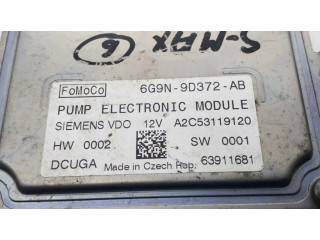 S-MAX
6
FoMoCo 6G9N-9D372-AB
PUMP ELECTRONIC MODULE
SIEMENS VDO 12V A2C53119120
HW 0002 SW 0001
DCUGA Made in Czech Rep. 63911681